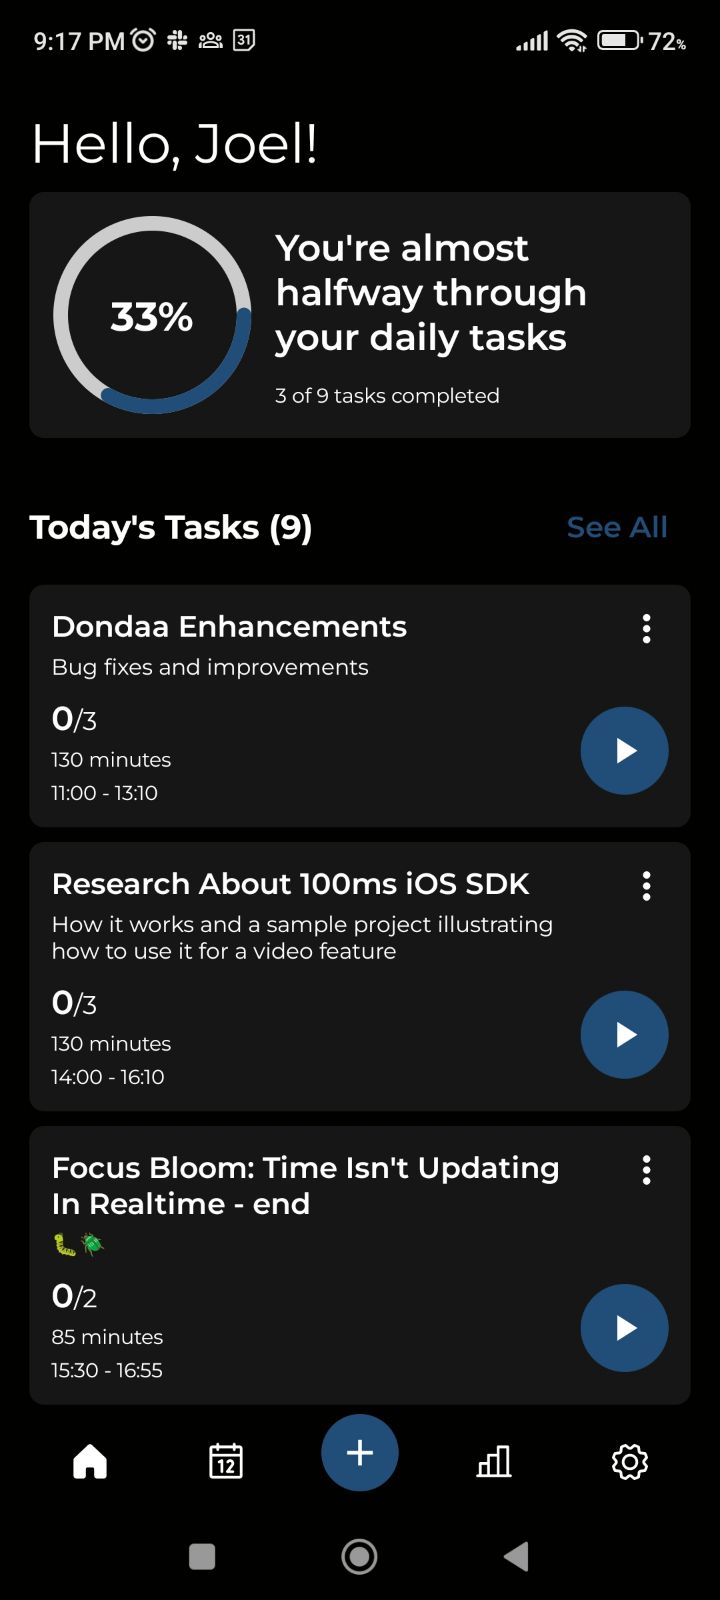 9:17 PM 31 72%
Hello, Joel!
33%
You're almost
halfway through
your daily tasks
3 of 9 tasks completed
Today's Tasks (9)
See All
Dondaa Enhancements
Bug fixes and improvements
0/3
130 minutes
11:00 - 13:10
Research About 100ms iOS SDK
How it works and a sample project illustrating
how to use it for a video feature
0/3
130 minutes
14:00 - 16:10
Focus Bloom: Time Isn't Updating
In Realtime - end
🐛🪲
0/2
85 minutes
15:30 - 16:55
12